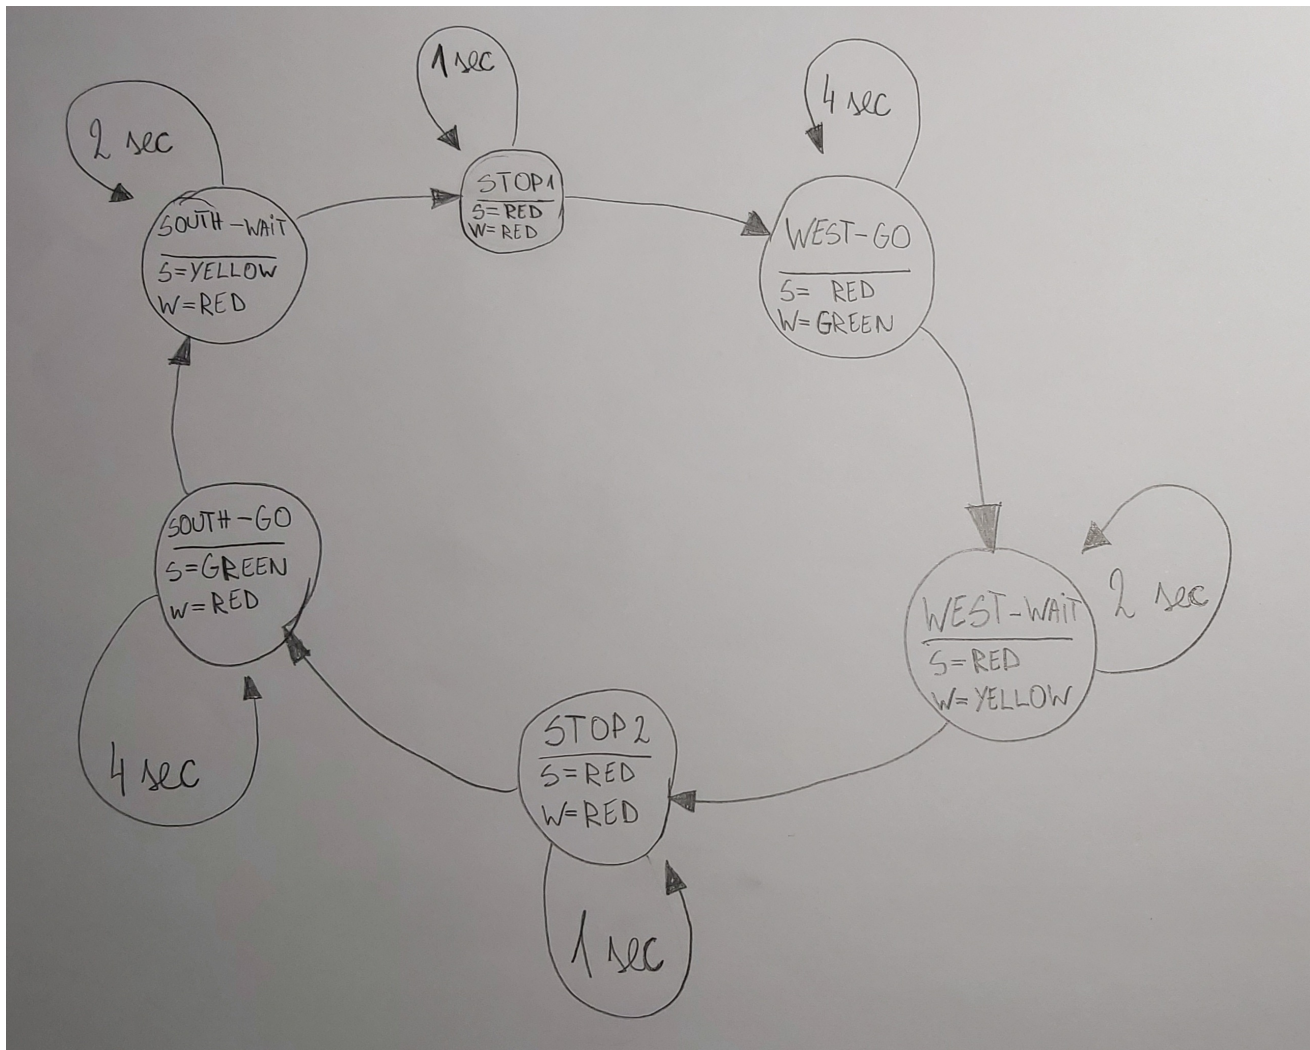 1 sec
4 sec
2 sec
STOP1
S=RED
W=RED
SOUTH-WAiT
S=YELLOW
W=RED
WEST-GO
S= RED
W=GREEN
SOUTH-GO
S=GREEN
W=RED
WEST-WAiT
S=RED
W=YELLOW
2 sec
STOP2
S=RED
W=RED
4 sec
1 sec